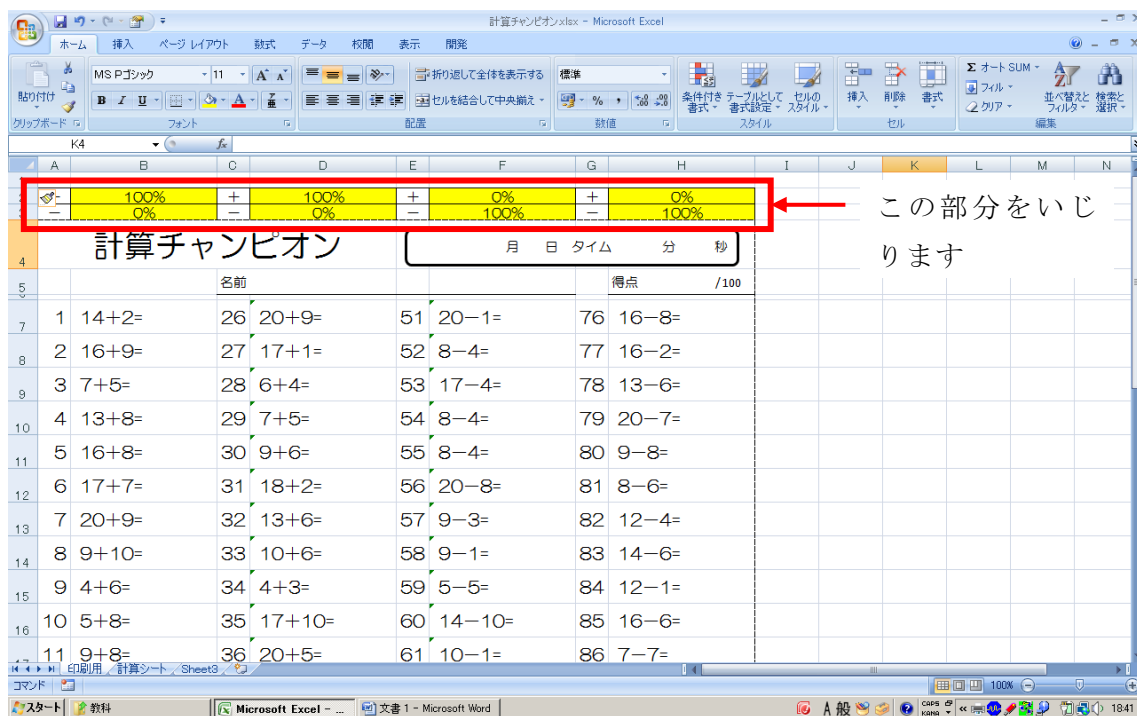 計算チャンピオン.xlsx - Microsoft Excel
ホーム 挿入 ページ レイアウト 数式 データ 校閲 表示 開発
MS Pゴシック 11 折り返して全体を表示する 標準 Σ オート SUM
貼り付け B I U セルを結合して中央揃え % 条件付き書式 テーブルとして書式設定 セルのスタイル 挿入 削除 書式 フィル クリア 並べ替えとフィルタ 検索と選択
クリップボード フォント 配置 数値 スタイル セル 編集
K4 fx
A B C D E F G H I J K L M N
100% + 100% + 0% + 0%
3 − 0% − 0% − 100% − 100%
この部分をいじ
ります
4 計算チャンピオン 月 日 タイム 分 秒
5 名前 得点 /100
7 1 14+2= 26 20+9= 51 20−1= 76 16−8=
8 2 16+9= 27 17+1= 52 8−4= 77 16−2=
9 3 7+5= 28 6+4= 53 17−4= 78 13−6=
10 4 13+8= 29 7+5= 54 8−4= 79 20−7=
11 5 16+8= 30 9+6= 55 8−4= 80 9−8=
12 6 17+7= 31 18+2= 56 20−8= 81 8−6=
13 7 20+9= 32 13+6= 57 9−3= 82 12−4=
14 8 9+10= 33 10+6= 58 9−1= 83 14−6=
15 9 4+6= 34 4+3= 59 5−5= 84 12−1=
16 10 5+8= 35 17+10= 60 14−10= 85 16−6=
11 9+8= 36 20+5= 61 10−1= 86 7−7=
印刷用 計算シート Sheet3
コマンド 100%
スタート 教科 Microsoft Excel - ... 文書 1 - Microsoft Word A 般 CAPS KANA 18:41